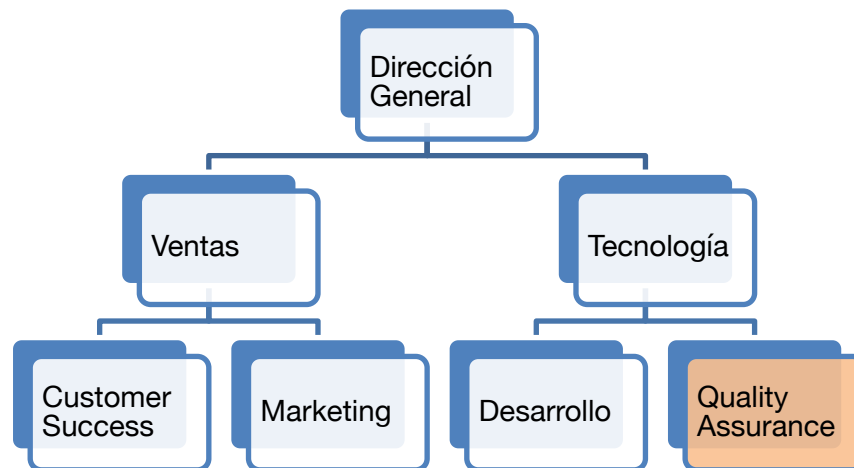 Dirección
General
Ventas
Tecnología
Customer
Success
Marketing
Desarrollo
Quality
Assurance